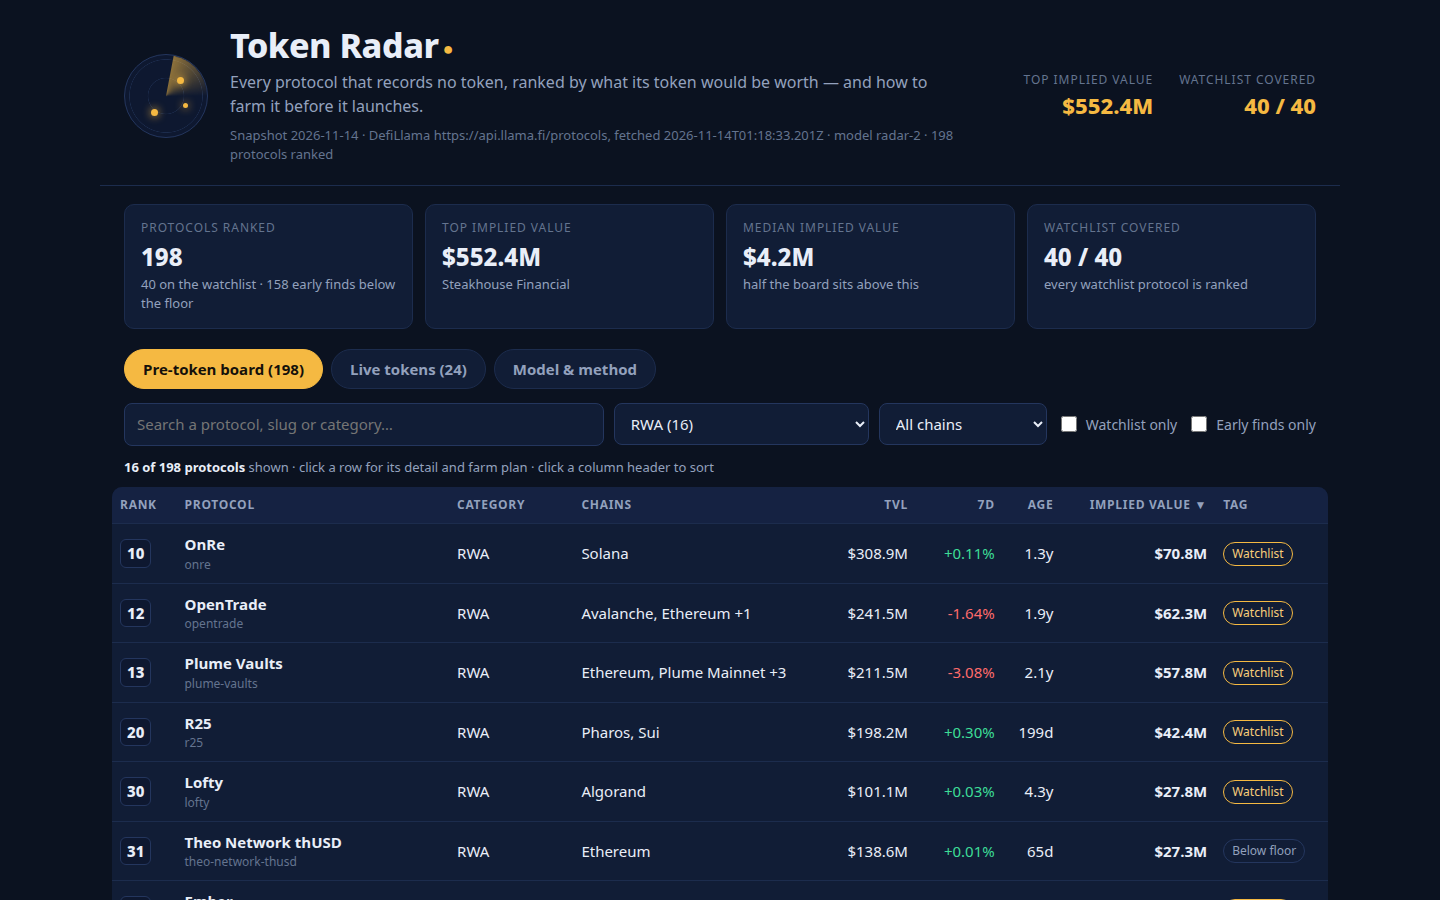 Token Radar
Every protocol that records no token, ranked by what its token would be worth — and how to
farm it before it launches.
Snapshot 2026-11-14 · DefiLlama https://api.llama.fi/protocols, fetched 2026-11-14T01:18:33.201Z · model radar-2 · 198
protocols ranked
TOP IMPLIED VALUE
$552.4M
WATCHLIST COVERED
40 / 40
PROTOCOLS RANKED
198
40 on the watchlist · 158 early finds below
the floor
TOP IMPLIED VALUE
$552.4M
Steakhouse Financial
MEDIAN IMPLIED VALUE
$4.2M
half the board sits above this
WATCHLIST COVERED
40 / 40
every watchlist protocol is ranked
Pre-token board (198) Live tokens (24) Model & method
Search a protocol, slug or category... RWA (16) All chains Watchlist only Early finds only
16 of 198 protocols shown · click a row for its detail and farm plan · click a column header to sort
RANK PROTOCOL CATEGORY CHAINS TVL 7D AGE IMPLIED VALUE ▼ TAG
10 OnRe RWA Solana $308.9M +0.11% 1.3y $70.8M Watchlist
onre
12 OpenTrade RWA Avalanche, Ethereum +1 $241.5M -1.64% 1.9y $62.3M Watchlist
opentrade
13 Plume Vaults RWA Ethereum, Plume Mainnet +3 $211.5M -3.08% 2.1y $57.8M Watchlist
plume-vaults
20 R25 RWA Pharos, Sui $198.2M +0.30% 199d $42.4M Watchlist
r25
30 Lofty RWA Algorand $101.1M +0.03% 4.3y $27.8M Watchlist
lofty
31 Theo Network thUSD RWA Ethereum $138.6M +0.01% 65d $27.3M Below floor
theo-network-thusd